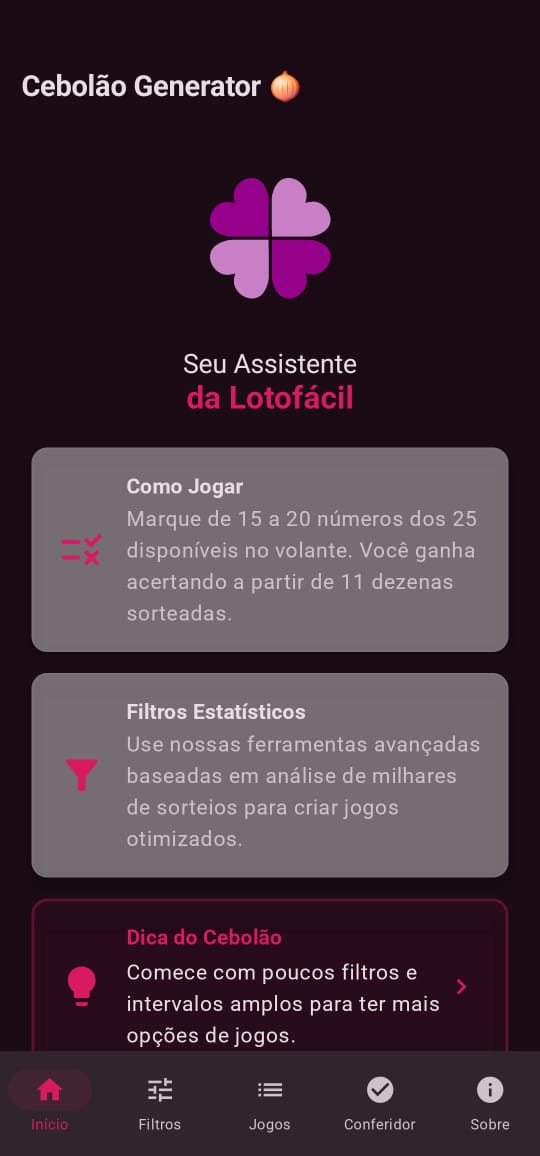 Cebolão Generator 🧅
Seu Assistente
da Lotofácil
Como Jogar
Marque de 15 a 20 números dos 25
disponíveis no volante. Você ganha
acertando a partir de 11 dezenas
sorteadas.
Filtros Estatísticos
Use nossas ferramentas avançadas
baseadas em análise de milhares
de sorteios para criar jogos
otimizados.
Dica do Cebolão
Comece com poucos filtros e
intervalos amplos para ter mais
opções de jogos.
Início
Filtros
Jogos
Conferidor
Sobre